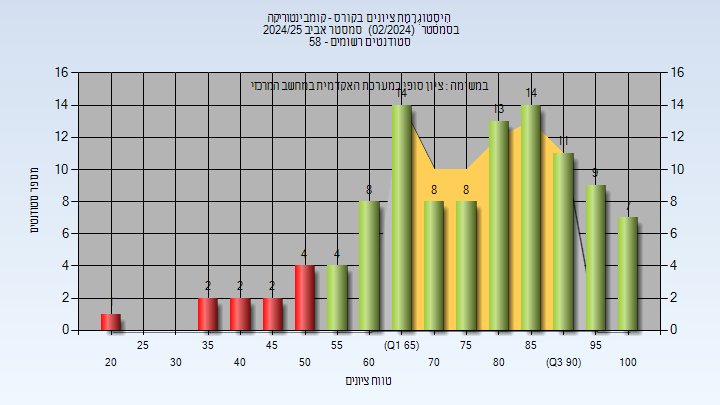 היסטוגרמת ציונים בקורס - קומבינטוריקה
בסמסטר (02/2024) סמסטר אביב 2024/25
סטודנטים רשומים - 58
במשימה : ציון סופי במערכת האקדמית במחשב המרכזי
מספר סטודנטים
16 16
14 14
12 12
10 10
8 8
6 6
4 4
2 2
0 0
2 2 2 4 4 8 14 8 8 13 14 11 9 7
25 35 45 55 (Q1 65) 75 85 95
20 30 40 50 60 70 80 (Q3 90) 100
טווח ציונים